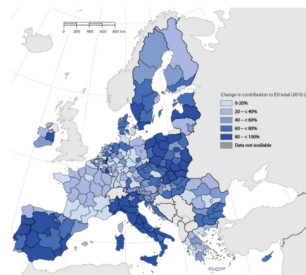 0 200 400 600 800 km
Change in contribution to EU total (2010-2
0-20%
20 – < 40%
40 – < 60%
60 – < 80%
80 – < 100%
Data not available